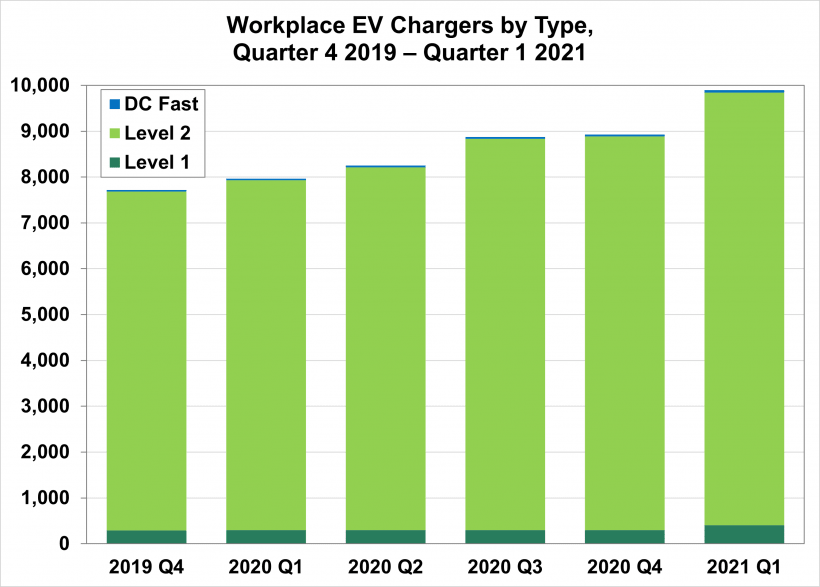 Workplace EV Chargers by Type,
Quarter 4 2019 – Quarter 1 2021
10,000
9,000
8,000
7,000
6,000
5,000
4,000
3,000
2,000
1,000
0
DC Fast
Level 2
Level 1
2019 Q4
2020 Q1
2020 Q2
2020 Q3
2020 Q4
2021 Q1